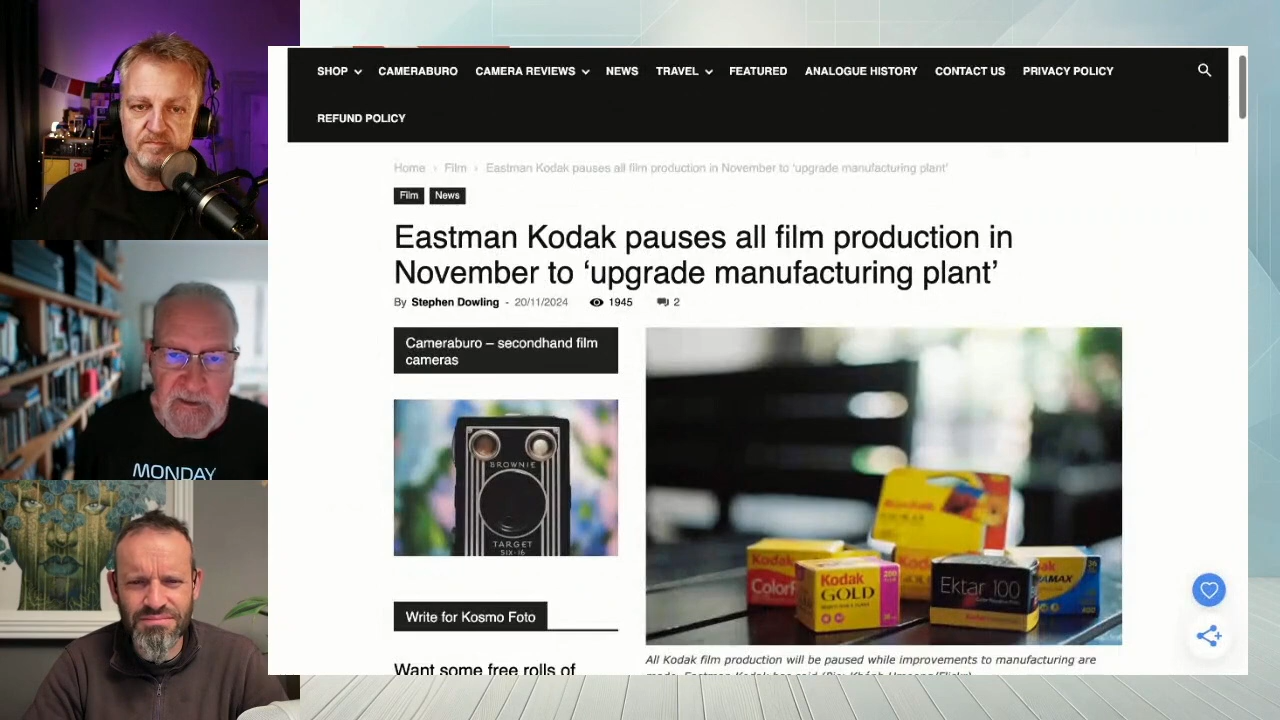 SHOP CAMERABURO CAMERA REVIEWS NEWS TRAVEL FEATURED ANALOGUE HISTORY CONTACT US PRIVACY POLICY
REFUND POLICY
Home › Film › Eastman Kodak pauses all film production in November to ‘upgrade manufacturing plant’
Film News
Eastman Kodak pauses all film production in
November to ‘upgrade manufacturing plant’
By Stephen Dowling - 20/11/2024 1945 2
Cameraburo – secondhand film
cameras
BROWNIE
TARGET
SIX-16
Kodak
Kodak
GOLD
200
Ektar 100
Write for Kosmo Foto
Want some free rolls of
All Kodak film production will be paused while improvements to manufacturing are
MONDAY